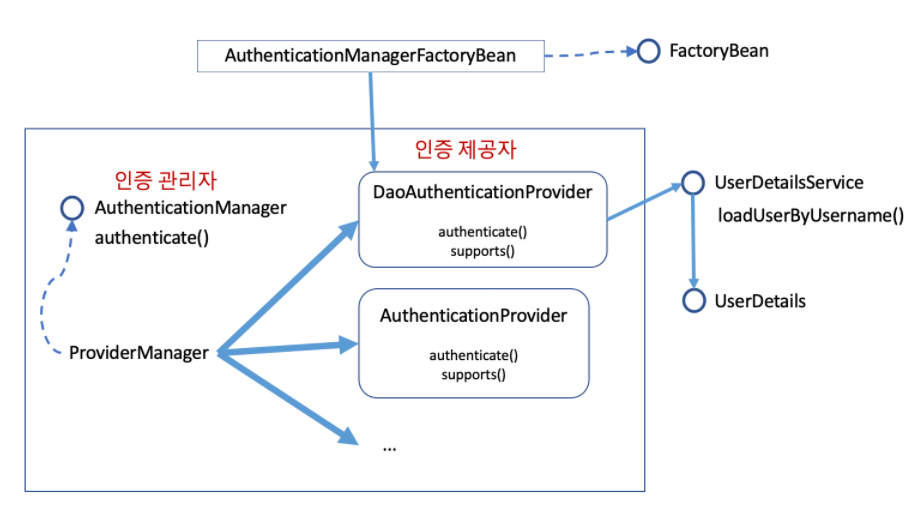 AuthenticationManagerFactoryBean
FactoryBean
인증 제공자
인증 관리자
AuthenticationManager
authenticate()
DaoAuthenticationProvider
authenticate()
supports()
UserDetailsService
loadUserByUsername()
UserDetails
AuthenticationProvider
authenticate()
supports()
ProviderManager
...